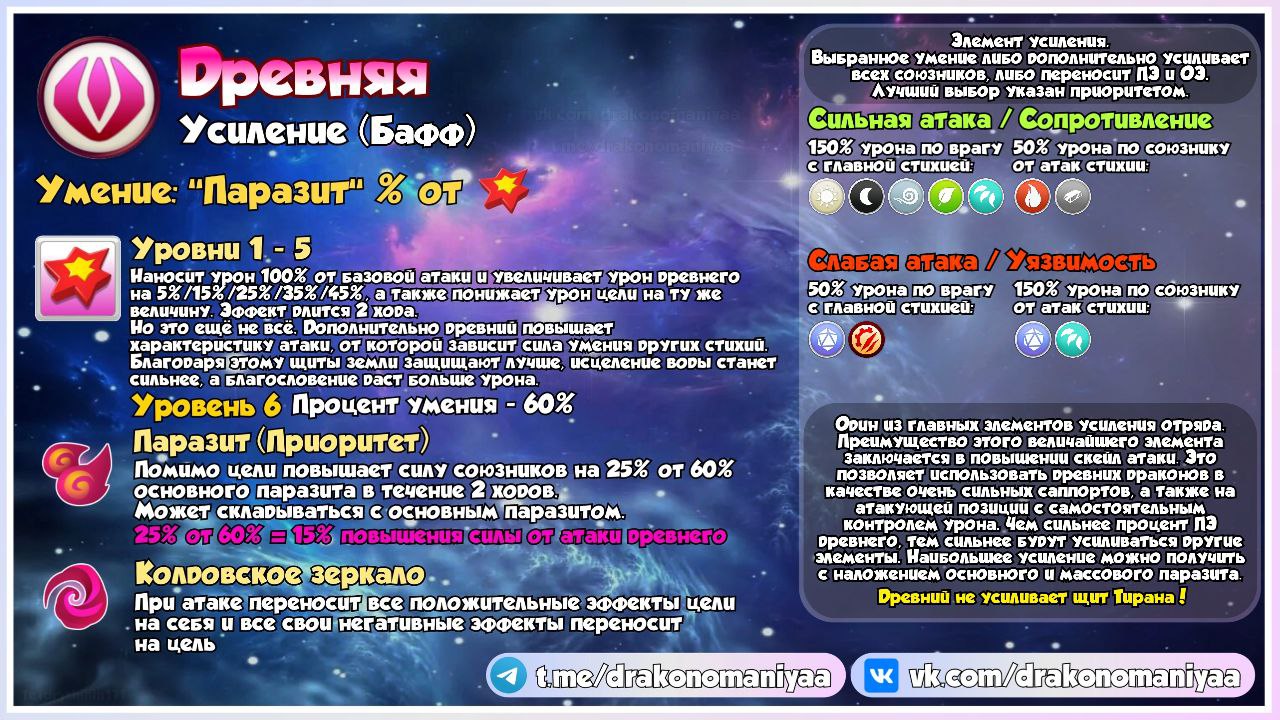 Древняя
Усиление (Бафф)
Умение: "Паразит" % от
Уровни 1 - 5
Наносит урон 100% от базовой атаки и увеличивает урон древнего
на 5%/15%/25%/35%/45%, а также понижает урон цели на ту же
величину. Эффект длится 2 хода.
Но это ещё не всё. Дополнительно древний повышает
характеристику атаки, от которой зависит сила умения других стихий.
Благодаря этому щиты земли защищают лучше, исцеление воды станет
сильнее, а благословение даст больше урона.
Уровень 6 Процент умения - 60%
Паразит (Приоритет)
Помимо цели повышает силу союзников на 25% от 60%
основного паразита в течение 2 ходов.
Может складываться с основным паразитом.
25% от 60% = 15% повышения силы от атаки древнего
Колдовское зеркало
При атаке переносит все положительные эффекты цели
на себя и все свои негативные эффекты переносит
на цель
Элемент усиления.
Выбранное умение либо дополнительно усиливает
всех союзников, либо переносит ПЭ и ОЭ.
Лучший выбор указан приоритетом.
Сильная атака / Сопротивление
150% урона по врагу 50% урона по союзнику
с главной стихией: от атак стихии:
Слабая атака / Уязвимость
50% урона по врагу 150% урона по союзнику
с главной стихией: от атак стихии:
Один из главных элементов усиления отряда.
Преимущество этого величайшего элемента
заключается в повышении скейл атаки. Это
позволяет использовать древних драконов в
качестве очень сильных саппортов, а также на
атакующей позиции с самостоятельным
контролем урона. Чем сильнее процент ПЭ
древнего, тем сильнее будут усиливаться другие
элементы. Наибольшее усиление можно получить
с наложением основного и массового паразита.
Древний не усиливает щит Тирана!
t.me/drakonomaniyaa
vk.com/drakonomaniyaa